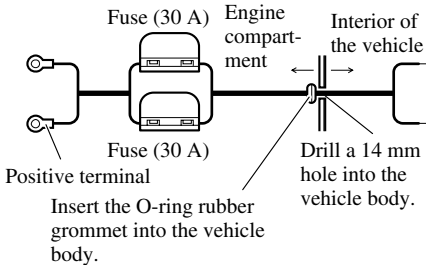 Fuse (30 A)
Engine
compart-
ment
Interior of
the vehicle
Fuse (30 A)
Positive terminal
Drill a 14 mm
hole into the
vehicle body.
Insert the O-ring rubber
grommet into the vehicle
body.